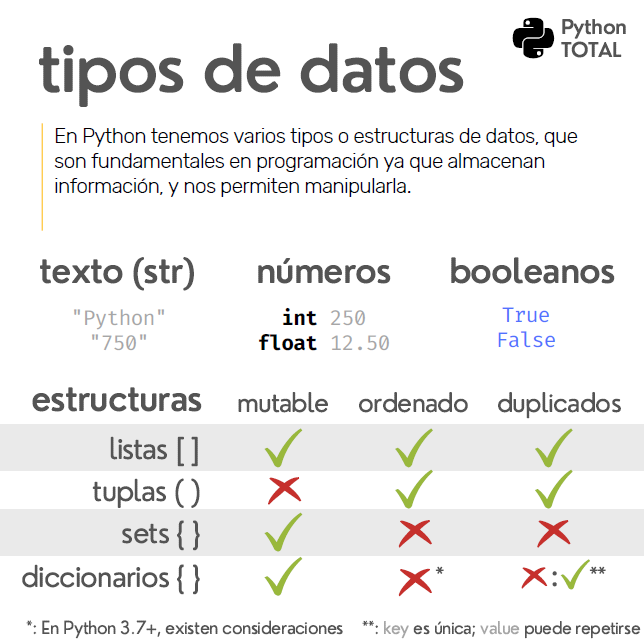 Python
TOTAL
tipos de datos
En Python tenemos varios tipos o estructuras de datos, que
son fundamentales en programación ya que almacenan
información, y nos permiten manipularla.
texto (str)
"Python"
"750"
números
int 250
float 12.50
booleanos
True
False
estructuras mutable ordenado duplicados
listas [ ]
tuplas ( )
sets { }
diccionarios { } * : **
*: En Python 3.7+, existen consideraciones **: key es única; value puede repetirse